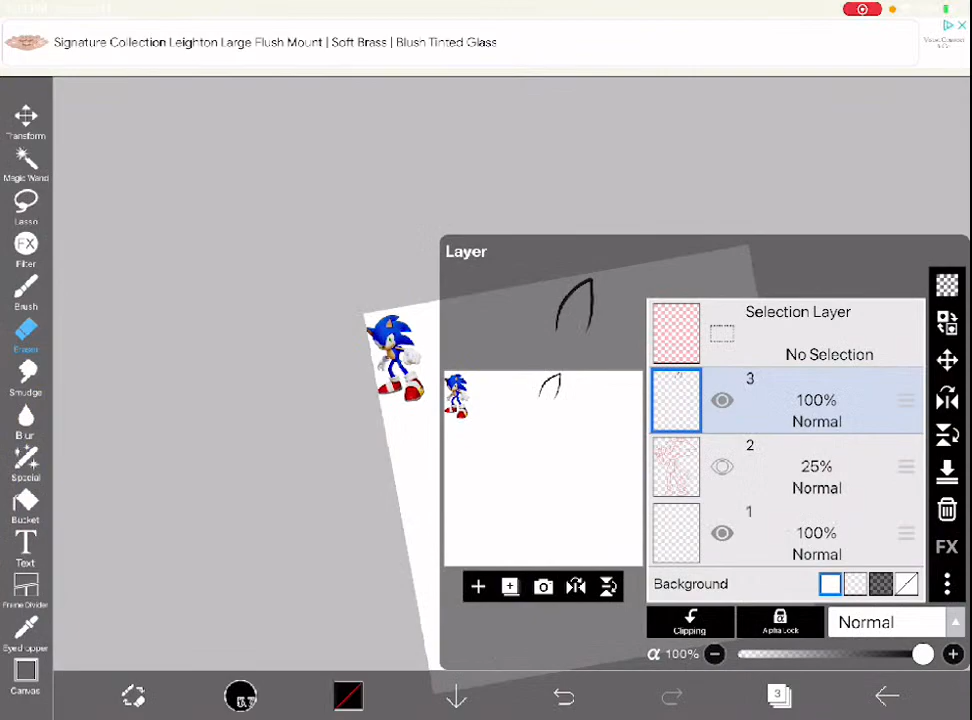 Signature Collection Leighton Large Flush Mount | Soft Brass | Blush Tinted Glass
Transform
Magic Wand
Lasso
FX
Filter
Brush
Eraser
Smudge
Blur
Special
Bucket
T
Text
Frame Divider
Eyedropper
Canvas
Layer
Selection Layer
No Selection
3
100%
Normal
2
25%
Normal
1
100%
Normal
Background
FX
Clipping
Alpha Lock
Normal
α 100%
3